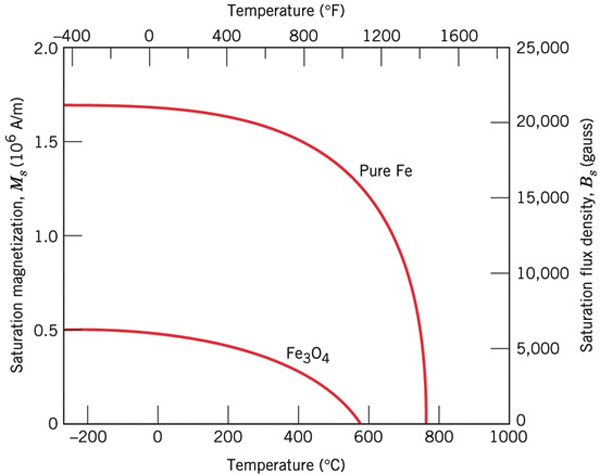 Temperature (°F)
−400 0 400 800 1200 1600
2.0 25,000
20,000
1.5
Pure Fe
15,000
1.0
10,000
0.5
Fe₃O₄ 5,000
0 0
−200 0 200 400 600 800 1000
Temperature (°C)
Saturation magnetization, Mₛ (10⁶ A/m)
Saturation flux density, Bₛ (gauss)